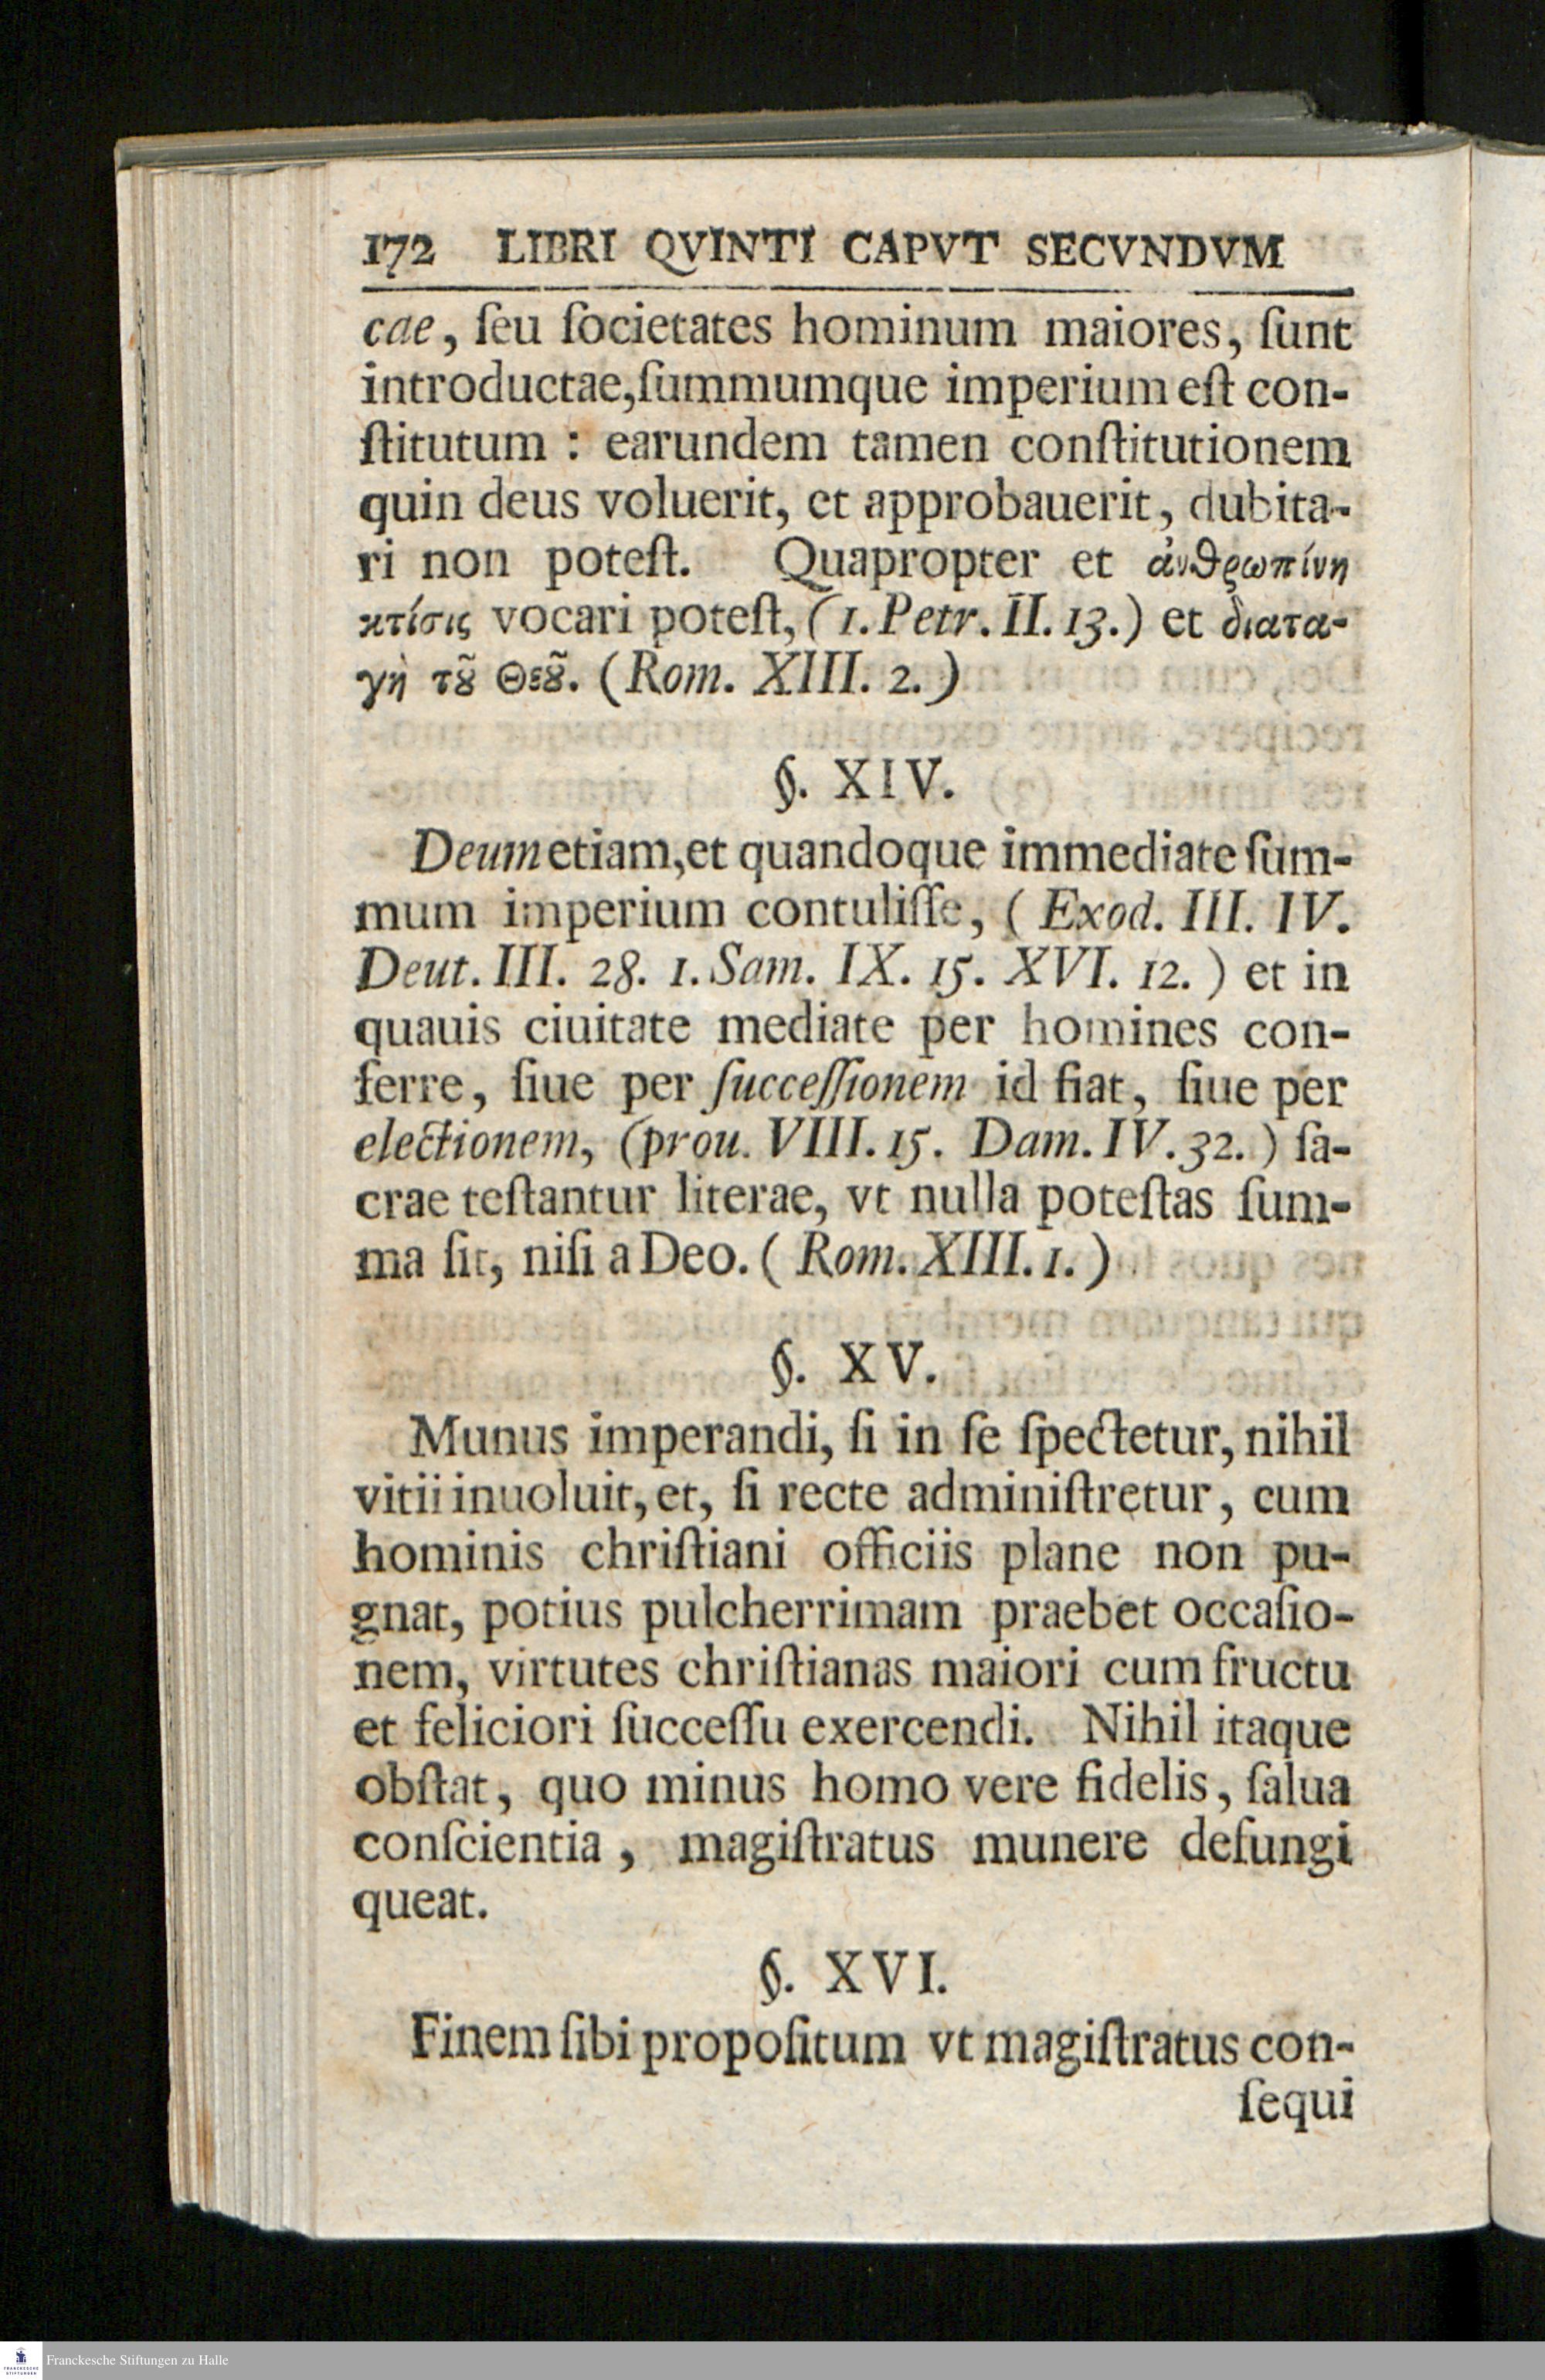 172 LIBRI QVINTI CAPVT SECVNDVM
cae, ſeu ſocietates hominum maiores, ſunt
introductae,ſummumque imperium eſt con-
ſtitutum : earundem tamen conſtitutionem
quin deus voluerit, et approbauerit, dubita-
ri non poteſt. Quapropter et ἀνθρωπίνη
κτίσις vocari poteſt, (1. Petr. II. 13.) et διατα-
γὴ τȣ͂ Θεȣ͂. (Rom. XIII. 2.)
§. XIV.
Deum etiam,et quandoque immediate ſum-
mum imperium contuliſſe, ( Exod. III. IV.
Deut. III. 28. 1. Sam. IX. 15. XVI. 12. ) et in
quauis ciuitate mediate per homines con-
ferre, ſiue per ſucceſſionem id fiat, ſiue per
electionem, (prou. VIII. 15. Dam. IV. 32. ) ſa-
crae teſtantur literae, vt nulla poteſtas ſum-
ma ſit, niſi a Deo. ( Rom. XIII. 1. )
§. XV.
Munus imperandi, ſi in ſe ſpectetur, nihil
vitii inuoluit, et, ſi recte adminiſtretur, cum
hominis chriſtiani officiis plane non pu-
gnat, potius pulcherrimam praebet occaſio-
nem, virtutes chriſtianas maiori cum fructu
et feliciori ſucceſſu exercendi. Nihil itaque
obſtat, quo minus homo vere fidelis, ſalua
conſcientia, magiſtratus munere defungi
queat.
§. XVI.
Finem ſibi propoſitum vt magiſtratus con-
ſequi
Franckesche Stiftungen zu Halle